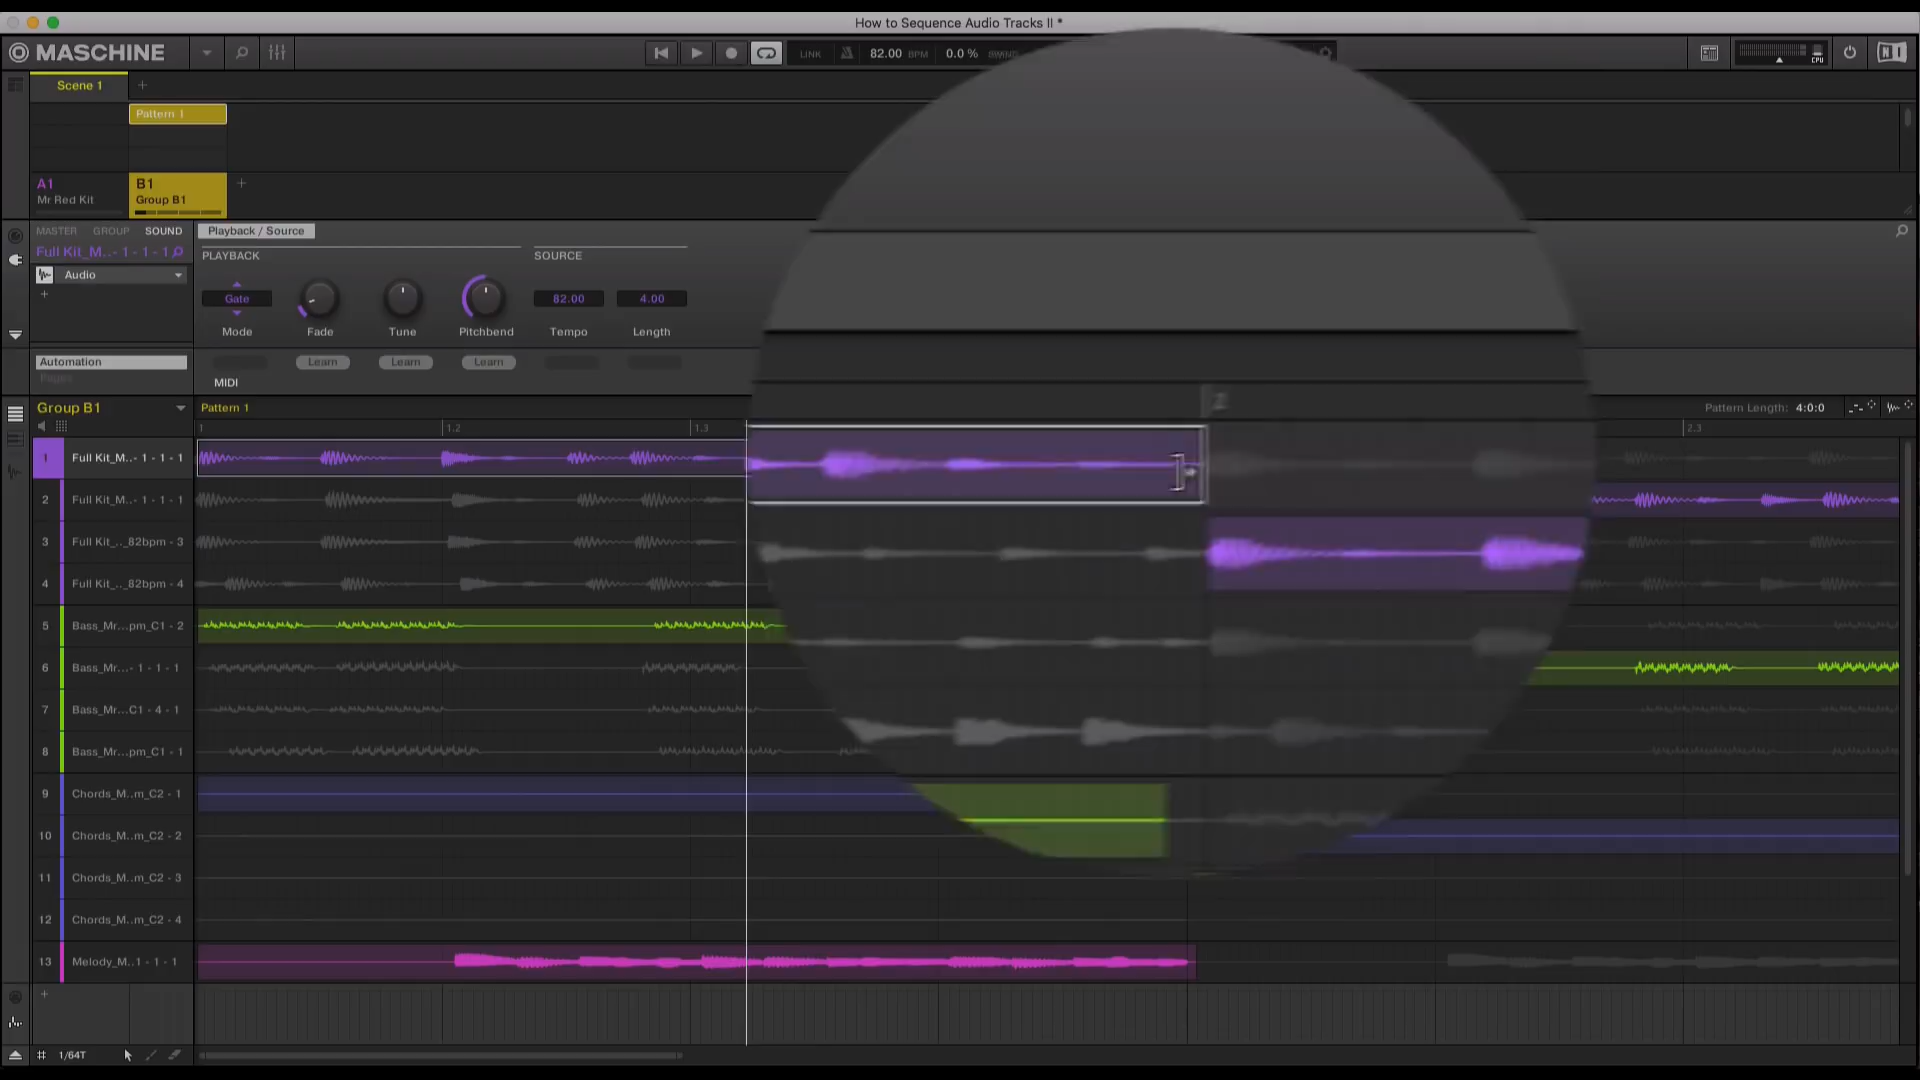 How to Sequence Audio Tracks II *
MASCHINE
LINK
82.00 BPM
0.0 %
CPU
Scene 1
Pattern 1
A1
Mr Red Kit
B1
Group B1
MASTER GROUP SOUND
Full Kit_M..- 1 - 1 - 1
Audio
Playback / Source
PLAYBACK
SOURCE
Gate
82.00
4.00
Mode
Fade
Tune
Pitchbend
Tempo
Length
Automation
Pages
Learn
Learn
Learn
MIDI
Group B1
Pattern 1
Pattern Length: 4:0:0
1
1.2
1.3
2
2.3
1 Full Kit_M..- 1 - 1 - 1
2 Full Kit_M..- 1 - 1 - 1
3 Full Kit_.._82bpm - 3
4 Full Kit_.._82bpm - 4
5 Bass_Mr...pm_C1 - 2
6 Bass_Mr...- 1 - 1 - 1
7 Bass_Mr...C1 - 4 - 1
8 Bass_Mr...pm_C1 - 1
9 Chords_M..m_C2 - 1
10 Chords_M..m_C2 - 2
11 Chords_M..m_C2 - 3
12 Chords_M..m_C2 - 4
13 Melody_M..1 - 1 - 1
1/64T